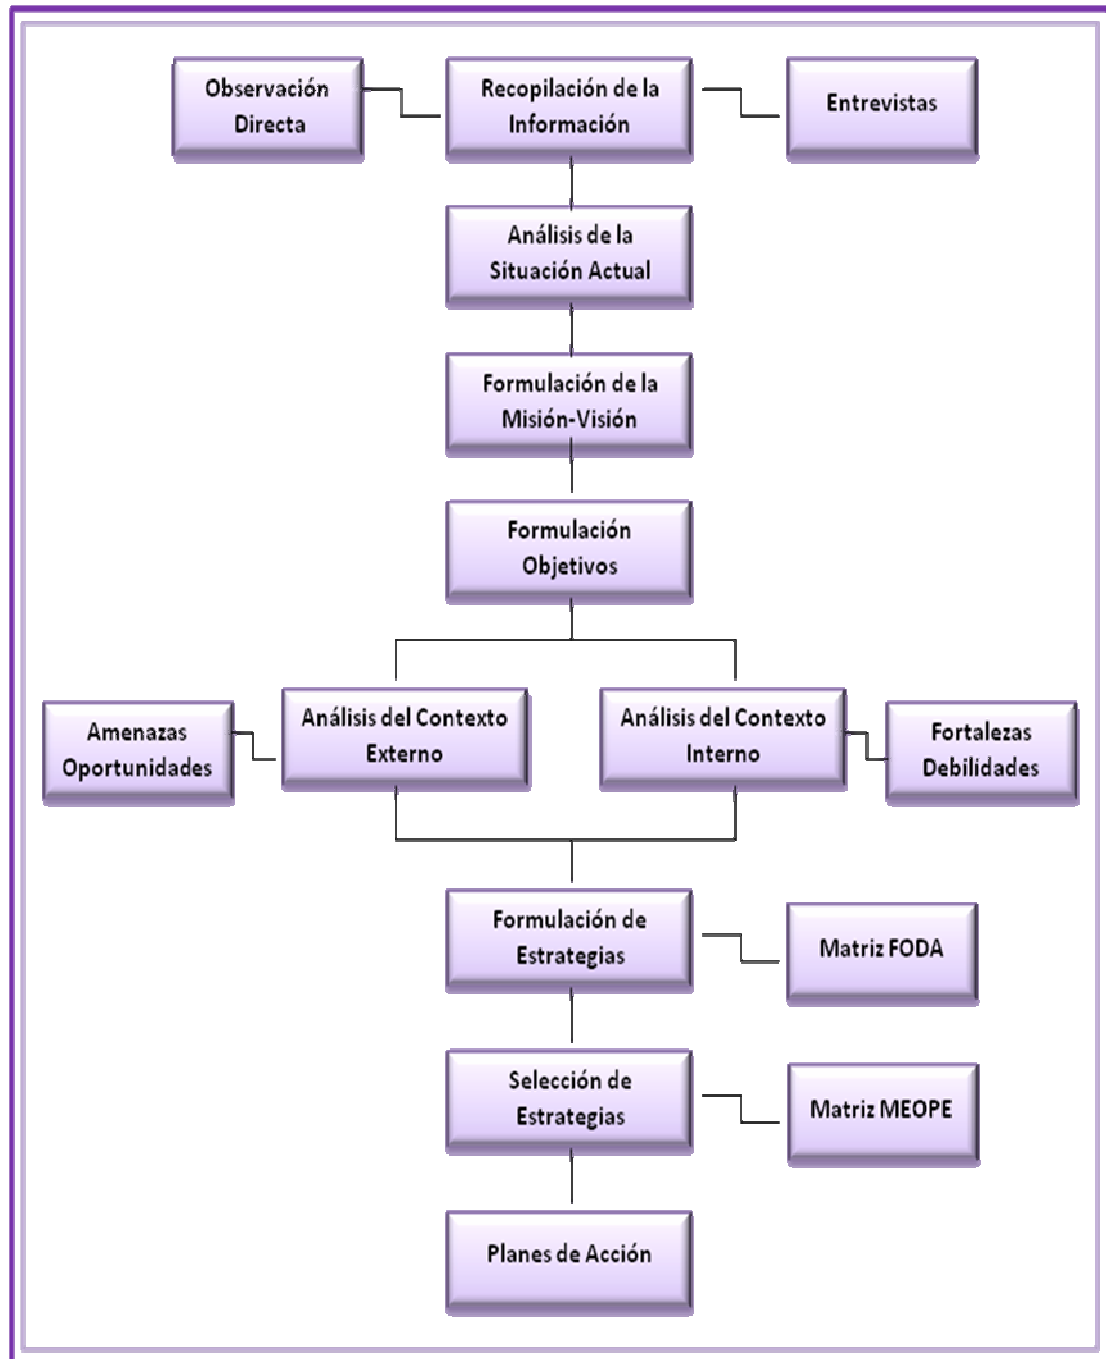 Observación
Directa
Recopilación de la
Información
Entrevistas
Análisis de la
Situación Actual
Formulación de la
Misión-Visión
Formulación
Objetivos
Amenazas
Oportunidades
Análisis del Contexto
Externo
Análisis del Contexto
Interno
Fortalezas
Debilidades
Formulación de
Estrategias
Matriz FODA
Selección de
Estrategias
Matriz MEOPE
Planes de Acción